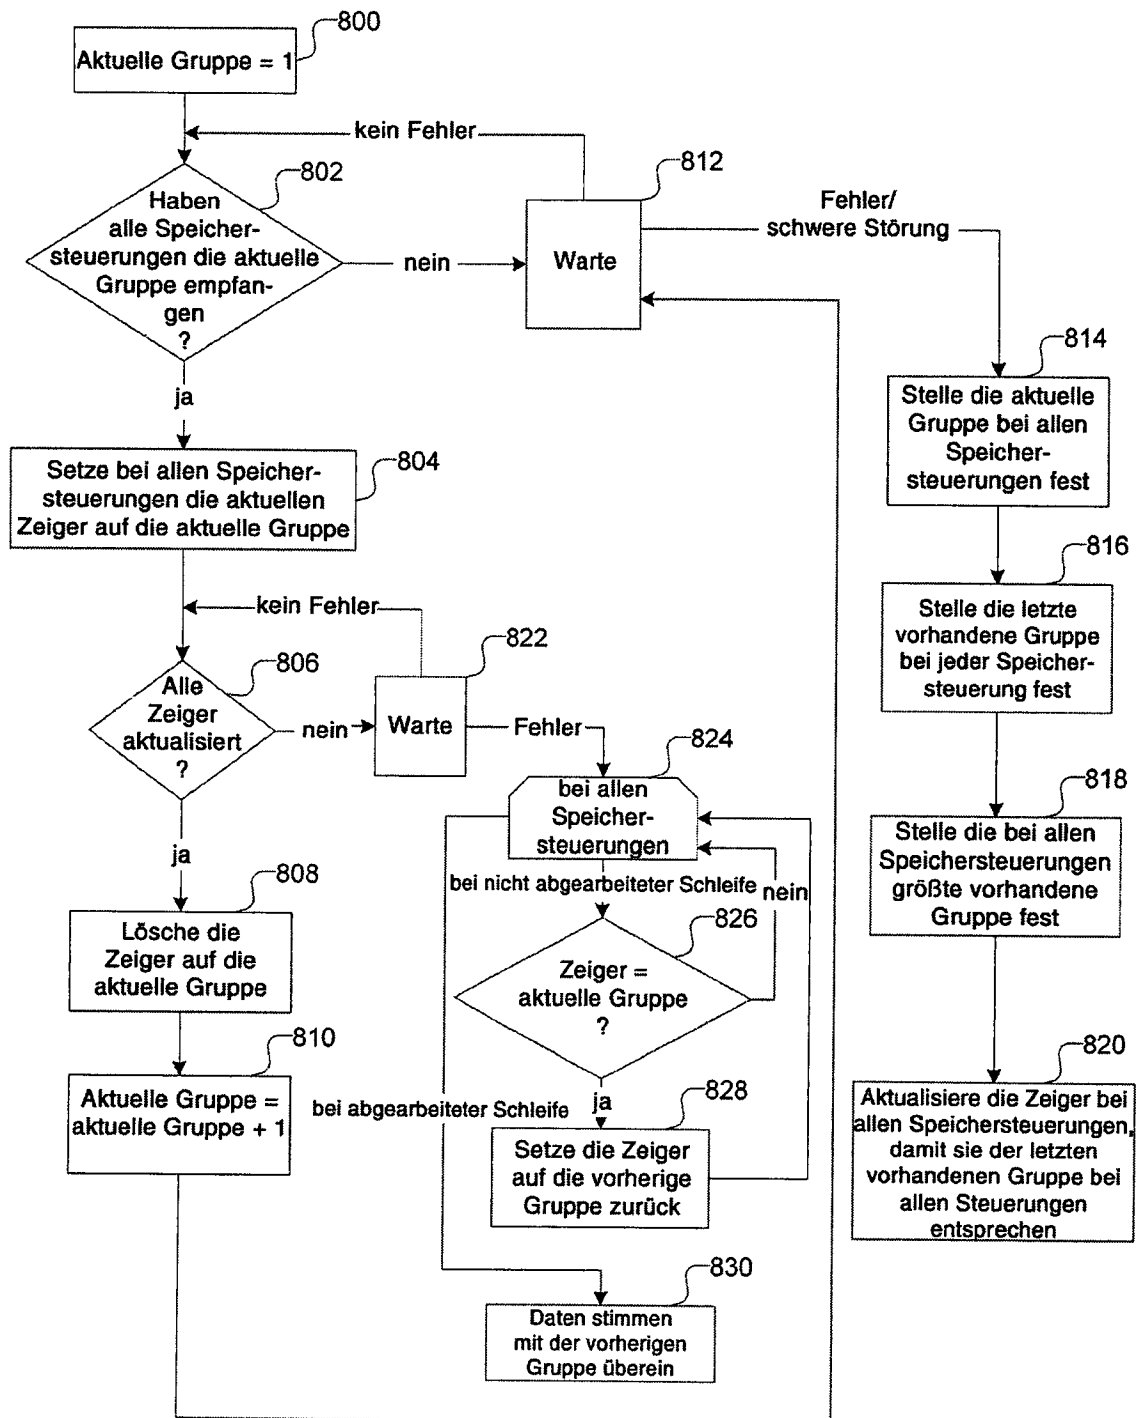 800
Aktuelle Gruppe = 1
kein Fehler
802
Haben
alle Speicher-
steuerungen die aktuelle
Gruppe empfan-
gen
?
nein
812
Warte
Fehler/
schwere Störung
ja
814
Stelle die aktuelle
Gruppe bei allen
Speicher-
steuerungen fest
804
Setze bei allen Speicher-
steuerungen die aktuellen
Zeiger auf die aktuelle Gruppe
816
Stelle die letzte
vorhandene Gruppe
bei jeder Speicher-
steuerung fest
kein Fehler
806
Alle
Zeiger
aktualisiert
?
nein
822
Warte
Fehler
824
bei allen
Speicher-
steuerungen
818
Stelle die bei allen
Speichersteuerungen
größte vorhandene
Gruppe fest
ja
bei nicht abgearbeiteter Schleife
nein
808
Lösche die
Zeiger auf die
aktuelle Gruppe
826
Zeiger =
aktuelle Gruppe
?
810
Aktuelle Gruppe =
aktuelle Gruppe + 1
bei abgearbeiteter Schleife
ja
828
Setze die Zeiger
auf die vorherige
Gruppe zurück
820
Aktualisiere die Zeiger bei
allen Speichersteuerungen,
damit sie der letzten
vorhandenen Gruppe bei
allen Steuerungen
entsprechen
830
Daten stimmen
mit der vorherigen
Gruppe überein